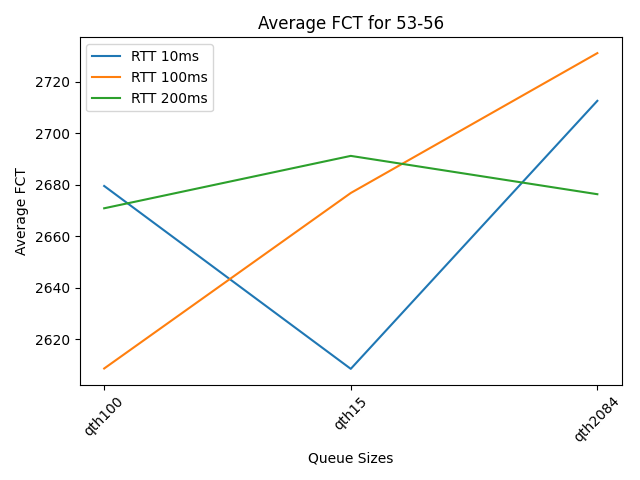 Average FCT for 53-56
RTT 10ms
RTT 100ms
RTT 200ms
Average FCT
2720
2700
2680
2660
2640
2620
qth100
qth15
qth2084
Queue Sizes